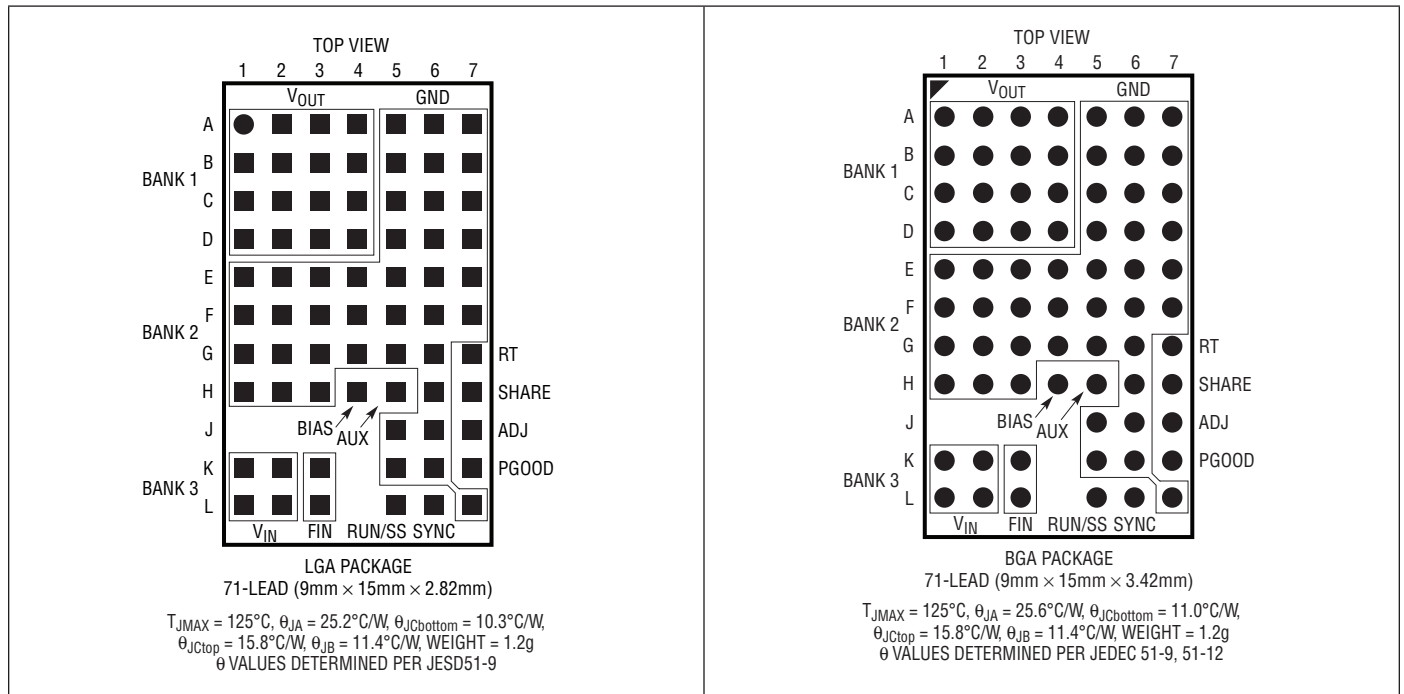 TOP VIEW
1 2 3 4 5 6 7
VOUT GND
A
B
BANK 1
C
D
E
F
BANK 2
G RT
H SHARE
BIAS AUX
J ADJ
K PGOOD
BANK 3
L
VIN FIN RUN/SS SYNC
LGA PACKAGE
71-LEAD (9mm × 15mm × 2.82mm)
TJMAX = 125°C, θJA = 25.2°C/W, θJCbottom = 10.3°C/W,
θJCtop = 15.8°C/W, θJB = 11.4°C/W, WEIGHT = 1.2g
θ VALUES DETERMINED PER JESD51-9
TOP VIEW
1 2 3 4 5 6 7
VOUT GND
A
B
BANK 1
C
D
E
F
BANK 2
G RT
H SHARE
BIAS AUX
J ADJ
K PGOOD
BANK 3
L
VIN FIN RUN/SS SYNC
BGA PACKAGE
71-LEAD (9mm × 15mm × 3.42mm)
TJMAX = 125°C, θJA = 25.6°C/W, θJCbottom = 11.0°C/W,
θJCtop = 15.8°C/W, θJB = 11.4°C/W, WEIGHT = 1.2g
θ VALUES DETERMINED PER JEDEC 51-9, 51-12